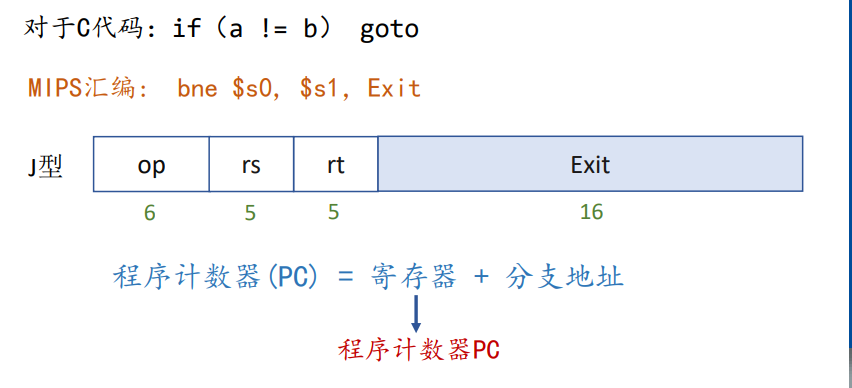 对于C代码：if（a != b） goto
MIPS汇编： bne $s0, $s1, Exit
J型 op rs rt Exit
6 5 5 16
程序计数器(PC) = 寄存器 + 分支地址
程序计数器PC